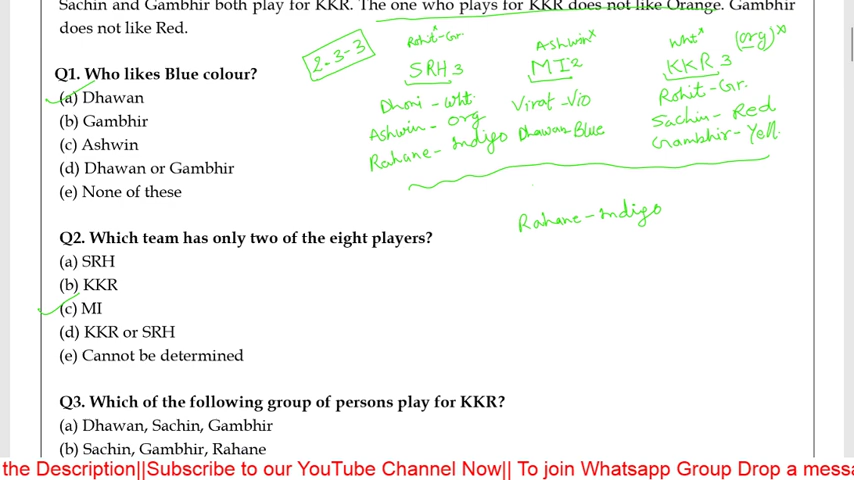 Sachin and Gambhir both play for KKR. The one who plays for KKR does not like Orange. Gambhir
does not like Red.
2-3-3
Rohit-Gr. x
Ashwin x
Wht x
(org) x
SRH 3
MI 2
KKR 3
Dhoni - Wht.
Ashwin - Org
Rahane - Indigo
Virat - Vio
Dhawan Blue
Rohit - Gr.
Sachin - Red
Gambhir - Yell.
Rahane - Indigo
Q1. Who likes Blue colour?
(a) Dhawan
(b) Gambhir
(c) Ashwin
(d) Dhawan or Gambhir
(e) None of these
Q2. Which team has only two of the eight players?
(a) SRH
(b) KKR
(c) MI
(d) KKR or SRH
(e) Cannot be determined
Q3. Which of the following group of persons play for KKR?
(a) Dhawan, Sachin, Gambhir
(b) Sachin, Gambhir, Rahane
the Description||Subscribe to our YouTube Channel Now|| To join Whatsapp Group Drop a messa